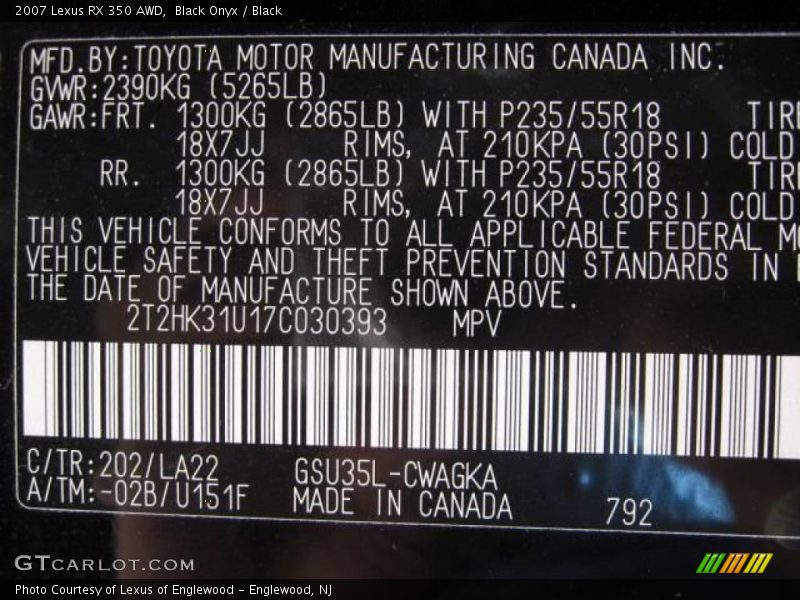 2007 Lexus RX 350 AWD, Black Onyx / Black
MFD.BY:TOYOTA MOTOR MANUFACTURING CANADA INC.
GVWR:2390KG (5265LB)
GAWR:FRT. 1300KG (2865LB) WITH P235/55R18
18X7JJ RIMS, AT 210KPA (30PSI) COLD
RR. 1300KG (2865LB) WITH P235/55R18
18X7JJ RIMS, AT 210KPA (30PSI) COLD
THIS VEHICLE CONFORMS TO ALL APPLICABLE FEDERAL
VEHICLE SAFETY AND THEFT PREVENTION STANDARDS IN
THE DATE OF MANUFACTURE SHOWN ABOVE.
2T2HK31U17C030393 MPV
C/TR:202/LA22 GSU35L-CWAGKA
A/TM:-02B/U151F MADE IN CANADA 792
GTCARLOT.COM
Photo Courtesy of Lexus of Englewood - Englewood, NJ